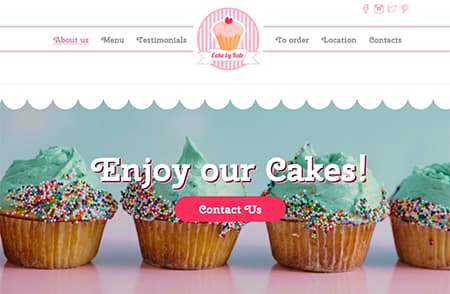 About us Menu Testimonials
Cake by Kate
To order Location Contacts
Enjoy our Cakes!
Contact Us